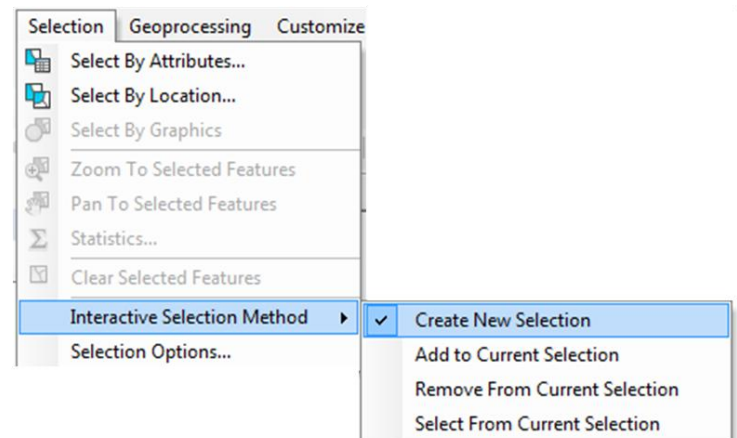 Selection Geoprocessing Customize
Select By Attributes...
Select By Location...
Select By Graphics
Zoom To Selected Features
Pan To Selected Features
Σ Statistics...
Clear Selected Features
Interactive Selection Method
Selection Options...
Create New Selection
Add to Current Selection
Remove From Current Selection
Select From Current Selection